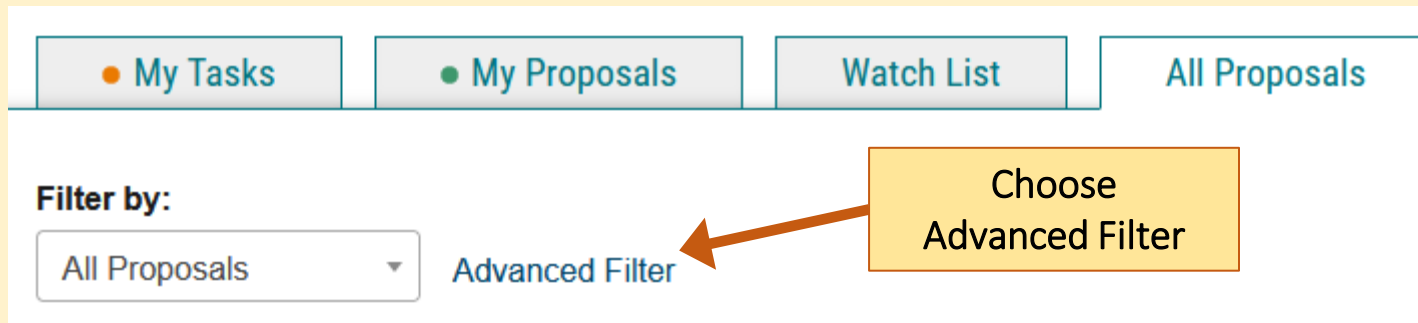 My Tasks My Proposals Watch List All Proposals
Filter by:
All Proposals Advanced Filter
Choose
Advanced Filter